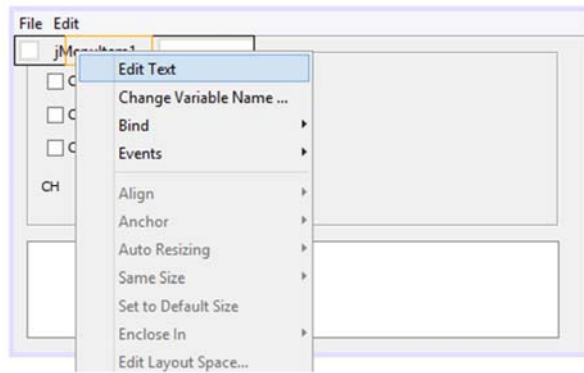 File Edit
jMenuItem1
Edit Text
C
Change Variable Name ...
C
Bind
C
Events
CH
Align
Anchor
Auto Resizing
Same Size
Set to Default Size
Enclose In
Edit Layout Space...